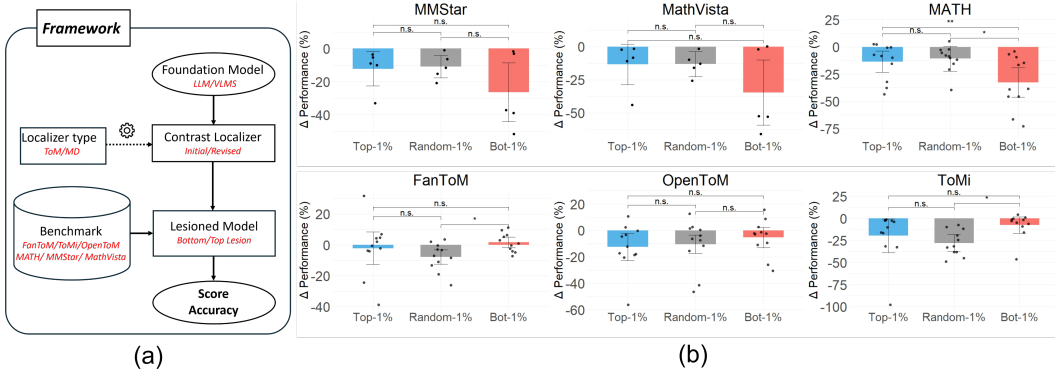 Framework
Foundation Model
LLM/VLMS
Localizer type
ToM/MD
Contrast Localizer
Initial/Revised
Benchmark
FanToM/ToMi/OpenToM
MATH/ MMStar/ MathVista
Lesioned Model
Bottom/Top Lesion
Score
Accuracy
(a)
MMStar
n.s.
n.s.
n.s.
Δ Performance (%)
0
-20
-40
Top-1%
Random-1%
Bot-1%
MathVista
n.s.
n.s.
n.s.
Δ Performance (%)
0
-20
-40
-60
Top-1%
Random-1%
Bot-1%
MATH
**
n.s.
*
Δ Performance (%)
25
0
-25
-50
-75
Top-1%
Random-1%
Bot-1%
FanToM
n.s.
n.s.
*
Δ Performance (%)
20
0
-20
-40
Top-1%
Random-1%
Bot-1%
OpenToM
n.s.
n.s.
n.s.
Δ Performance (%)
20
0
-20
-40
-60
Top-1%
Random-1%
Bot-1%
ToMi
n.s.
n.s.
*
Δ Performance (%)
25
0
-25
-50
-75
-100
Top-1%
Random-1%
Bot-1%
(b)